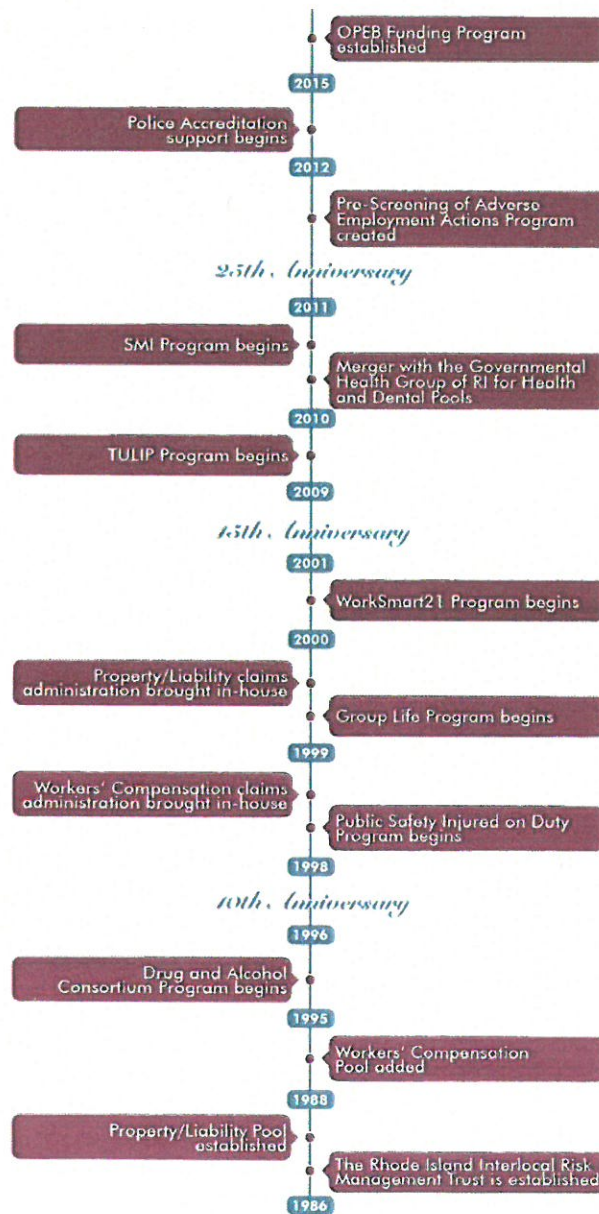 OPEB Funding Program
established
2015
Police Accreditation
support begins
2012
Pre-Screening of Adverse
Employment Actions Program
created
25th Anniversary
2011
SMI Program begins
Merger with the Governmental
Health Group of RI for Health
and Dental Pools
2010
TULIP Program begins
2009
15th Anniversary
2001
WorkSmart21 Program begins
2000
Property/Liability claims
administration brought in-house
Group Life Program begins
1999
Workers' Compensation claims
administration brought in-house
Public Safety Injured on Duty
Program begins
1998
10th Anniversary
1996
Drug and Alcohol
Consortium Program begins
1995
Workers' Compensation
Pool added
1988
Property/Liability Pool
established
The Rhode Island Interlocal Risk
Management Trust is established
1986